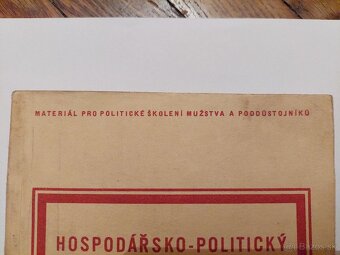 MATERIÁL PRO POLITICKÉ ŠKOLENÍ MUŽSTVA A PODDŮSTOJNÍKŮ
HOSPODÁŘSKO-POLITICKÝ